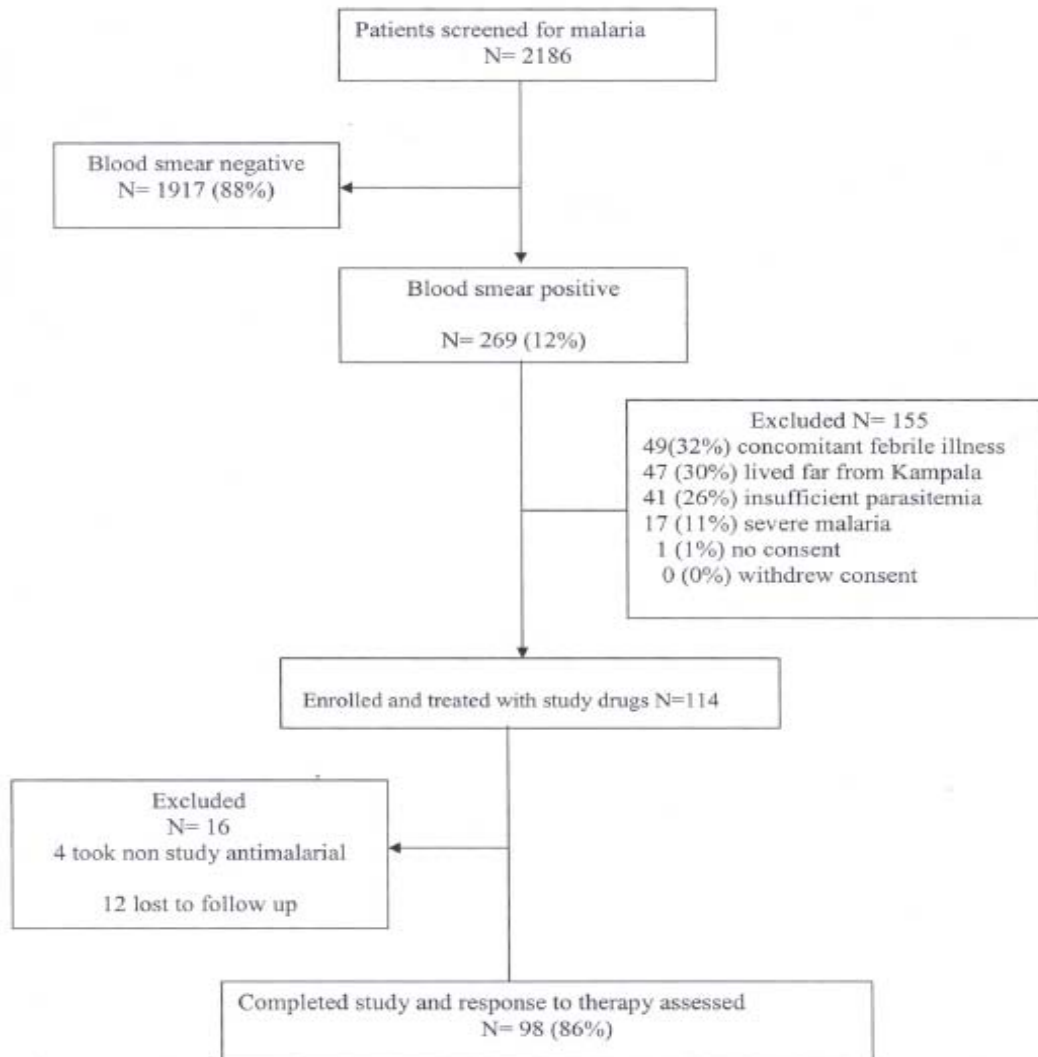 Patients screened for malaria
N= 2186
Blood smear negative
N= 1917 (88%)
Blood smear positive
N= 269 (12%)
Excluded N= 155
49(32%) concomitant febrile illness
47 (30%) lived far from Kampala
41 (26%) insufficient parasitemia
17 (11%) severe malaria
1 (1%) no consent
0 (0%) withdrew consent
Enrolled and treated with study drugs N=114
Excluded
N= 16
4 took non study antimalarial
12 lost to follow up
Completed study and response to therapy assessed
N= 98 (86%)